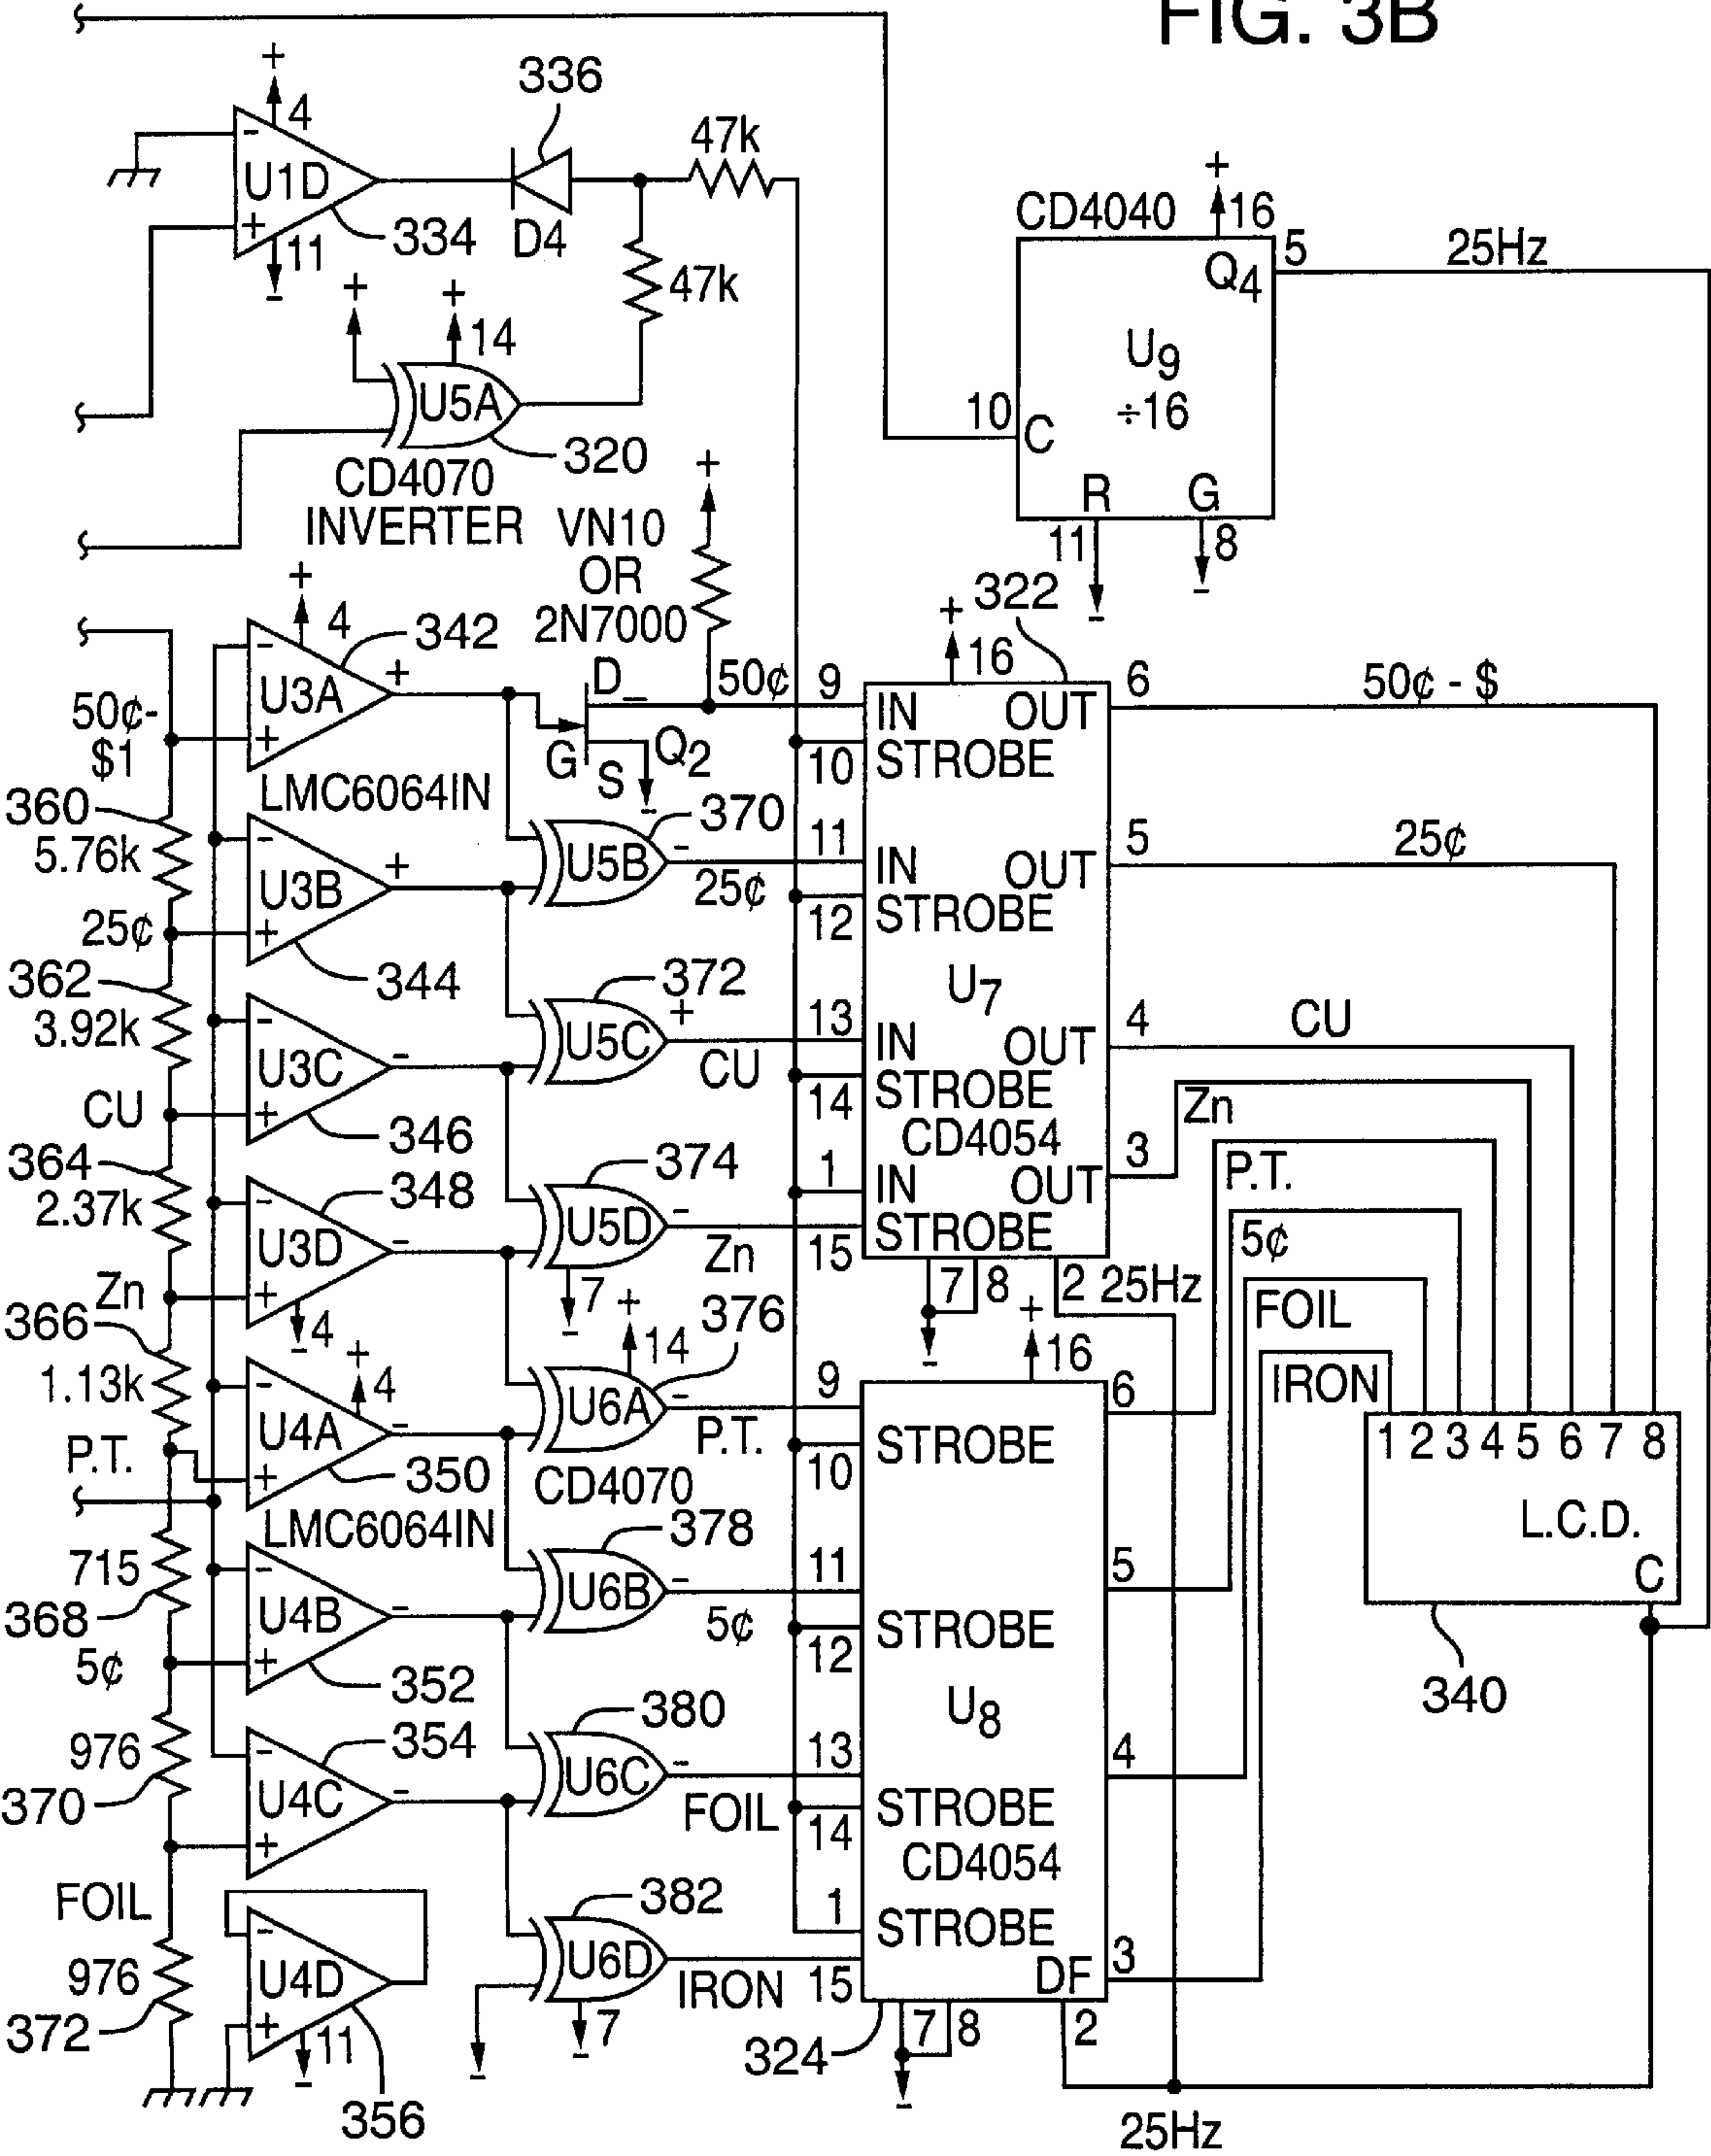 FIG. 3B
+
4
336
47k
-
U1D
+
334
11
-
D4
47k
+
+
14
U5A
320
CD4070
INVERTER
+
CD4040
16
5
25Hz
Q4
U9
÷16
10
C
R
G
11
8
-
-
VN10
OR
2N7000
+
+
4
342
-
U3A
+
+
50¢-
$1
LMC6064IN
D
G
S
Q2
-
50¢
9
+
16
322
IN
OUT
6
50¢ - $
STROBE
10
360
5.76k
-
U3B
+
+
344
25¢
370
U5B
-
25¢
11
IN
OUT
5
25¢
STROBE
12
U7
362
3.92k
-
U3C
-
+
346
CU
372
U5C
+
CU
13
IN
OUT
4
CU
STROBE
14
CD4054
364
2.37k
-
348
U3D
-
+
4
-
Zn
374
U5D
-
Zn
7
-
1
IN
OUT
3
Zn
STROBE
15
7
8
-
2
25Hz
P.T.
5¢
FOIL
IRON
366
1.13k
+
4
-
U4A
-
+
350
P.T.
LMC6064IN
+
14
376
U6A
-
P.T.
CD4070
+
16
9
6
STROBE
10
1 2 3 4 5 6 7 8
L.C.D.
C
340
715
368
-
U4B
-
+
352
5¢
378
U6B
-
5¢
11
5
STROBE
12
U8
976
370
-
354
U4C
-
+
FOIL
380
U6C
-
FOIL
13
4
STROBE
14
CD4054
1
STROBE
976
372
-
U4D
+
11
-
356
382
U6D
IRON
7
-
-
15
DF
3
324
7
8
-
2
25Hz